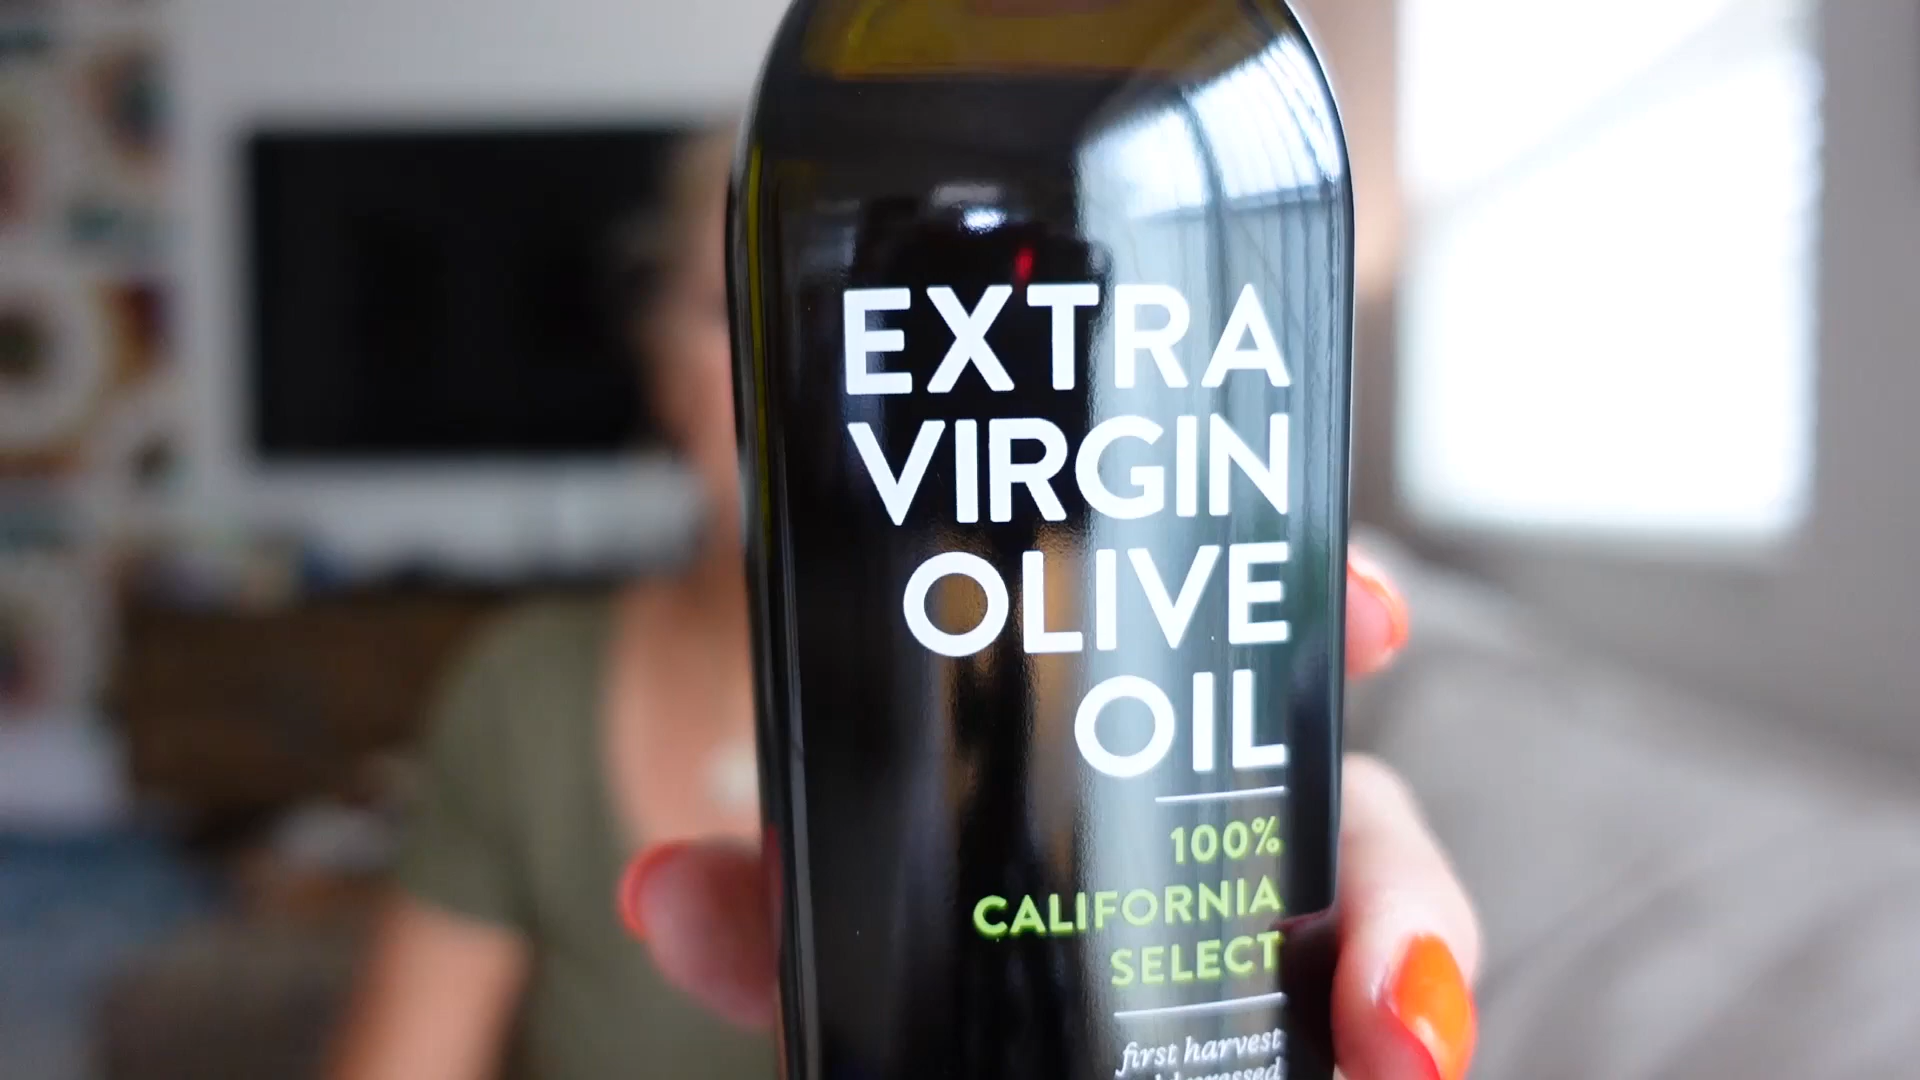 EXTRA
VIRGIN
OLIVE
OIL
100%
CALIFORNIA
SELECT
first harvest